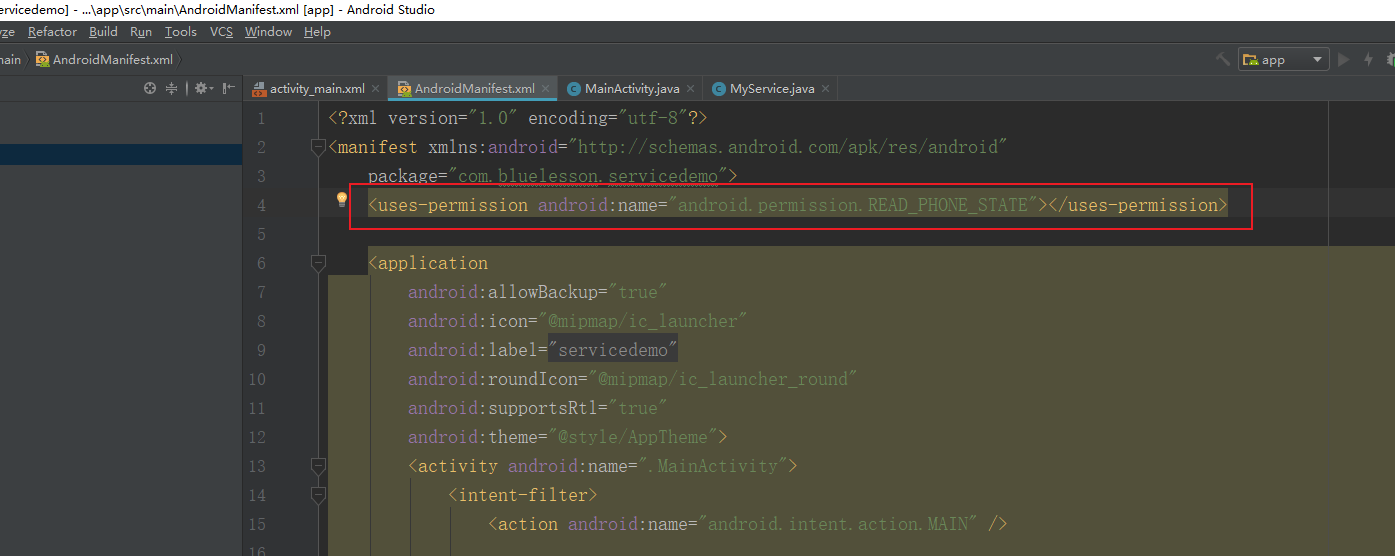 ervicedemo] - ...\app\src\main\AndroidManifest.xml [app] - Android Studio
yze Refactor Build Run Tools VCS Window Help
nain AndroidManifest.xml app
activity_main.xml AndroidManifest.xml MainActivity.java MyService.java
1 <?xml version="1.0" encoding="utf-8"?>
2 <manifest xmlns:android="http://schemas.android.com/apk/res/android"
3 package="com.bluelesson.servicedemo">
4 <uses-permission android:name="android.permission.READ_PHONE_STATE"></uses-permission>
5
6 <application
7 android:allowBackup="true"
8 android:icon="@mipmap/ic_launcher"
9 android:label="servicedemo"
10 android:roundIcon="@mipmap/ic_launcher_round"
11 android:supportsRtl="true"
12 android:theme="@style/AppTheme">
13 <activity android:name=".MainActivity">
14 <intent-filter>
15 <action android:name="android.intent.action.MAIN" />
16